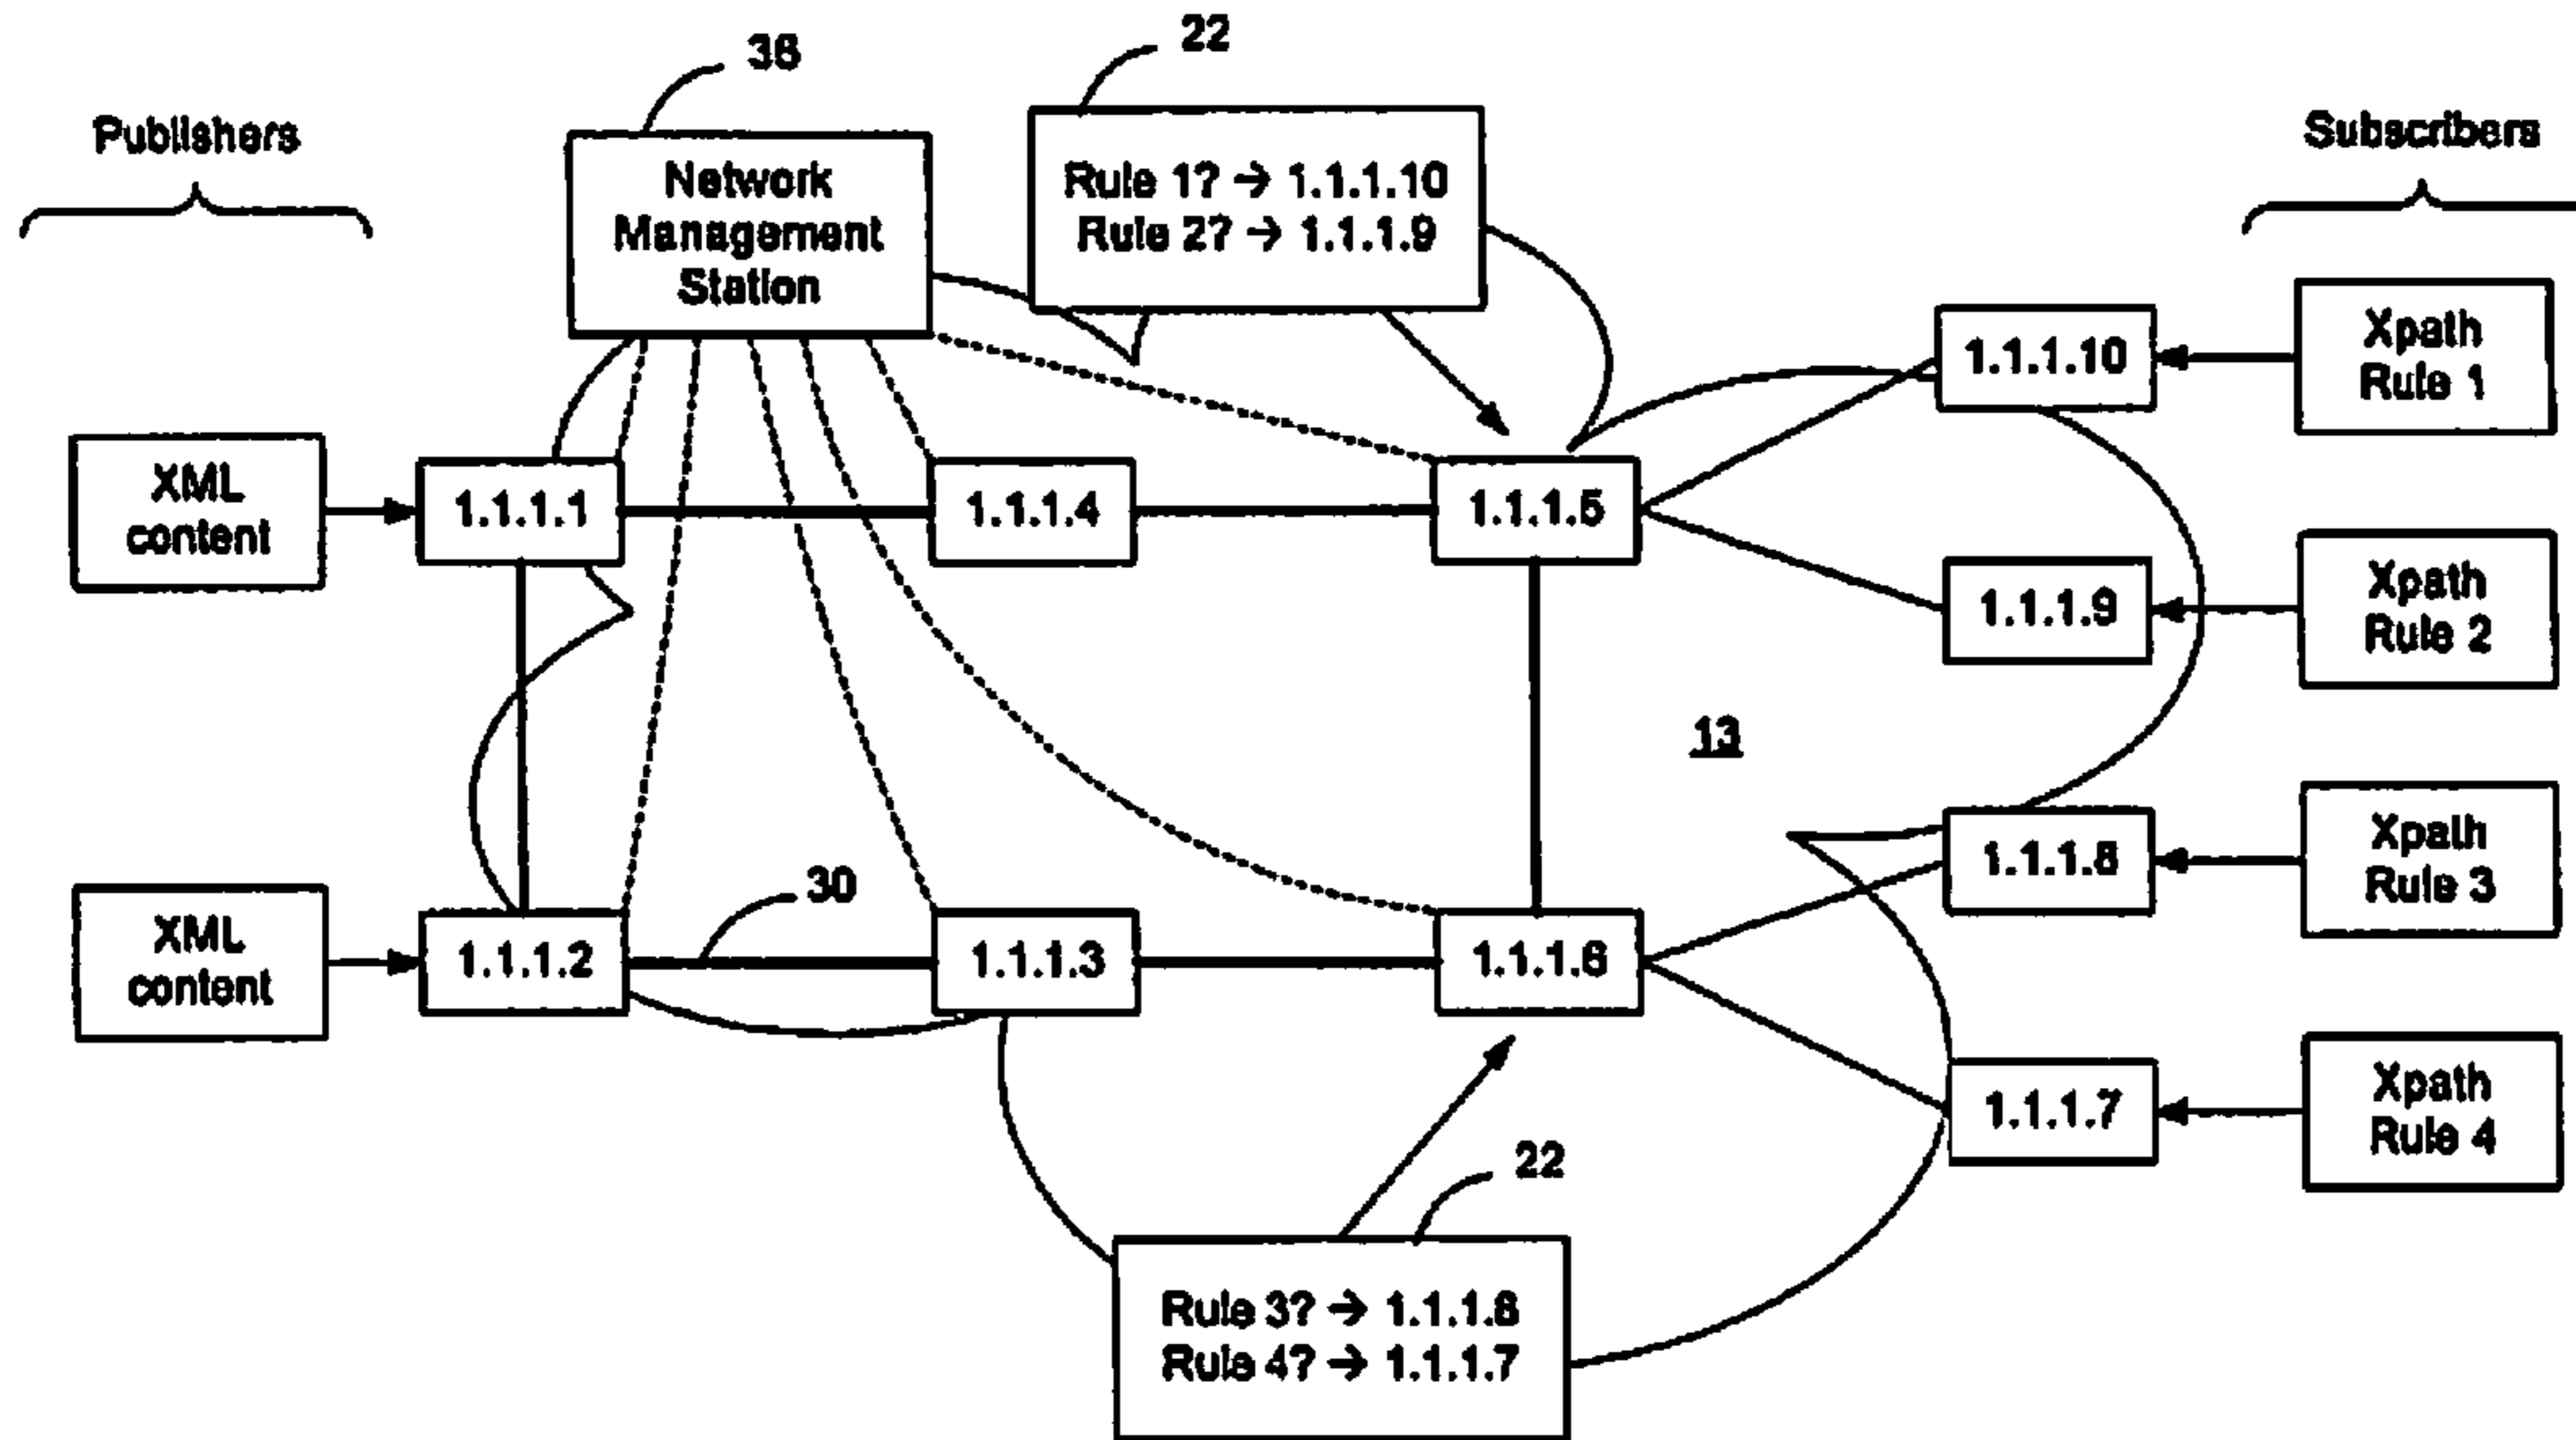 36
22
Publishers
Subscribers
Network
Management
Station
Rule 1? → 1.1.1.10
Rule 2? → 1.1.1.9
1.1.1.10
Xpath
Rule 1
XML
content
1.1.1.1
1.1.1.4
1.1.1.5
1.1.1.9
Xpath
Rule 2
13
1.1.1.8
Xpath
Rule 3
30
XML
content
1.1.1.2
1.1.1.3
1.1.1.6
1.1.1.7
Xpath
Rule 4
22
Rule 3? → 1.1.1.8
Rule 4? → 1.1.1.7